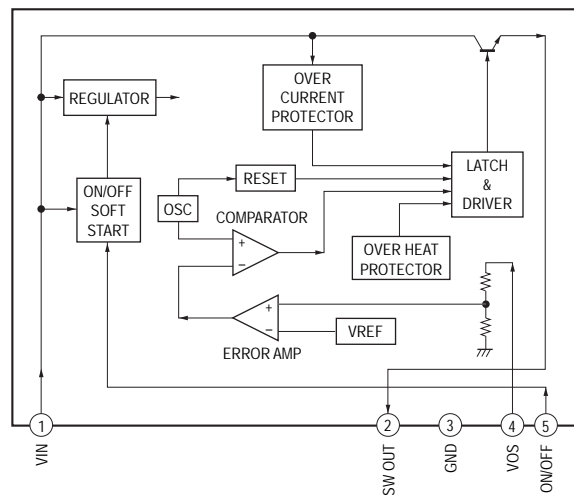 REGULATOR
OVER
CURRENT
PROTECTOR
ON/OFF
SOFT
START
RESET
OSC
LATCH
&
DRIVER
COMPARATOR
+
−
OVER HEAT
PROTECTOR
+
−
VREF
ERROR AMP
1
2
3
4
5
VIN
SW OUT
GND
VOS
ON/OFF